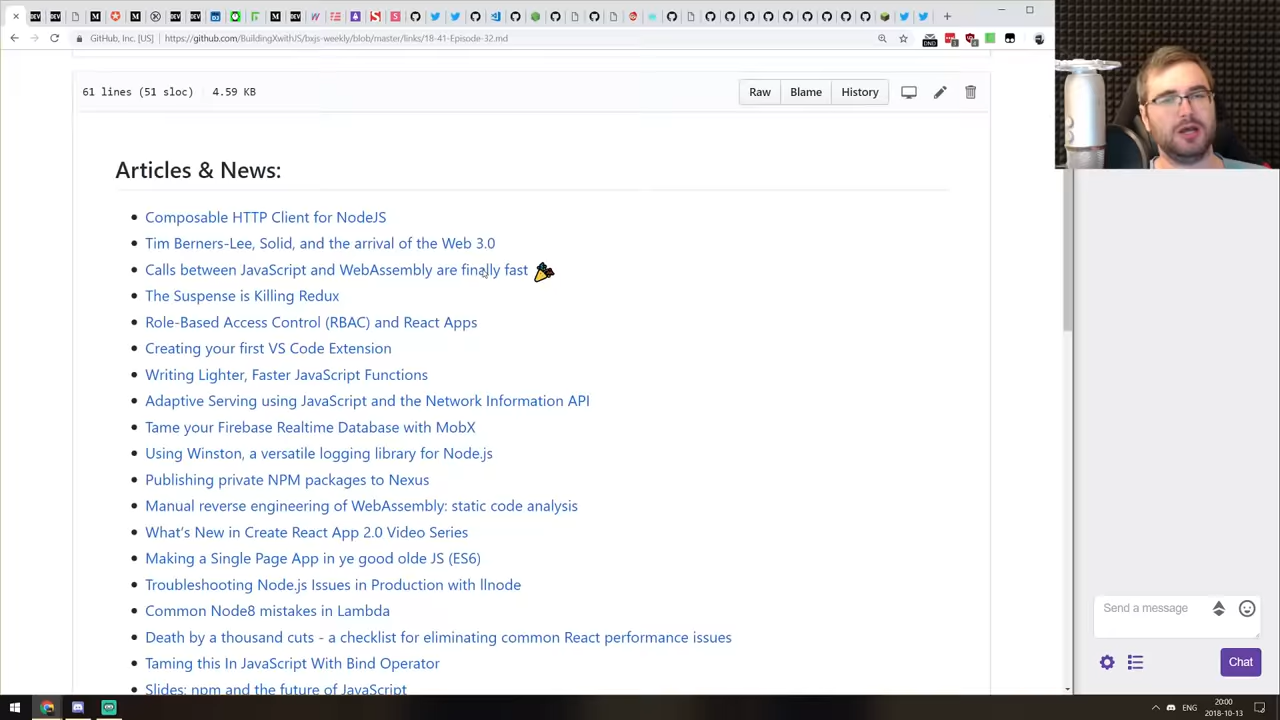 GitHub, Inc. [US]
https://github.com/BuildingXwithJS/bxjs-weekly/blob/master/links/18-41-Episode-32.md
61 lines (51 sloc) 4.59 KB
Raw
Blame
History
Articles & News:
Composable HTTP Client for NodeJS
Tim Berners-Lee, Solid, and the arrival of the Web 3.0
Calls between JavaScript and WebAssembly are finally fast
The Suspense is Killing Redux
Role-Based Access Control (RBAC) and React Apps
Creating your first VS Code Extension
Writing Lighter, Faster JavaScript Functions
Adaptive Serving using JavaScript and the Network Information API
Tame your Firebase Realtime Database with MobX
Using Winston, a versatile logging library for Node.js
Publishing private NPM packages to Nexus
Manual reverse engineering of WebAssembly: static code analysis
What's New in Create React App 2.0 Video Series
Making a Single Page App in ye good olde JS (ES6)
Troubleshooting Node.js Issues in Production with llnode
Common Node8 mistakes in Lambda
Death by a thousand cuts - a checklist for eliminating common React performance issues
Taming this In JavaScript With Bind Operator
Slides: npm and the future of JavaScript
Send a message
Chat
ENG
20:00
2018-10-13